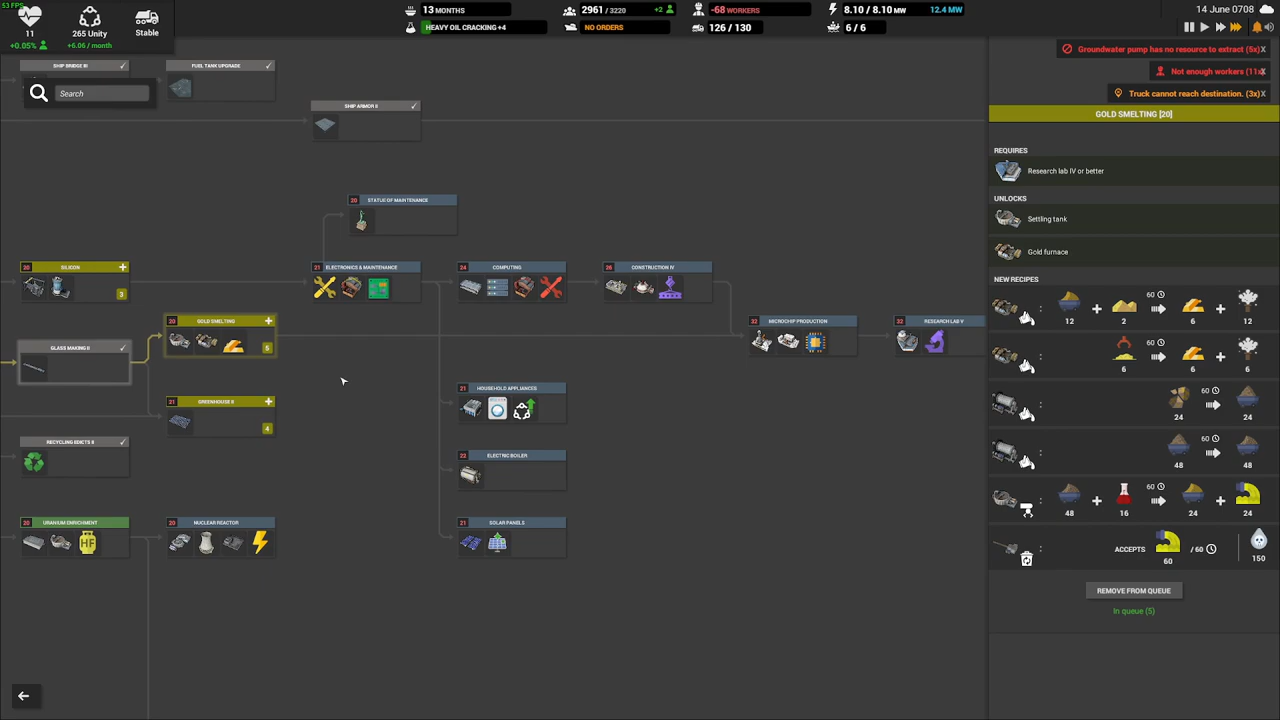 53 FPS
11
+0.05%
265 Unity
+6.06 / month
Stable
13 MONTHS
HEAVY OIL CRACKING +4
2961 / 3220
+2
NO ORDERS
-68 WORKERS
126 / 130
8.10 / 8.10 MW
12.4 MW
6 / 6
14 June 0708
Groundwater pump has no resource to extract (5x)
Not enough workers (11x)
X
Truck cannot reach destination. (3x)
X
SHIP BRIDGE III
FUEL TANK UPGRADE
Search
SHIP ARMOR II
20 STATUE OF MAINTENANCE
20 SILICON +
3
21 ELECTRONICS & MAINTENANCE
24 COMPUTING
26 CONSTRUCTION IV
20 GOLD SMELTING +
5
32 MICROCHIP PRODUCTION
32 RESEARCH LAB V
GLASS MAKING II
21 GREENHOUSE II +
4
21 HOUSEHOLD APPLIANCES
RECYCLING EDICTS II
22 ELECTRIC BOILER
20 URANIUM ENRICHMENT
HF
20 NUCLEAR REACTOR
21 SOLAR PANELS
GOLD SMELTING [20]
REQUIRES
Research lab IV or better
UNLOCKS
Settling tank
Gold furnace
NEW RECIPES
: 12 + 2 60 6 + 12
: 6 60 6 + 6
: 24 60 24
: 48 60 48
: 48 + 16 60 24 + 24
: ACCEPTS 60 / 60 150
REMOVE FROM QUEUE
In queue (5)